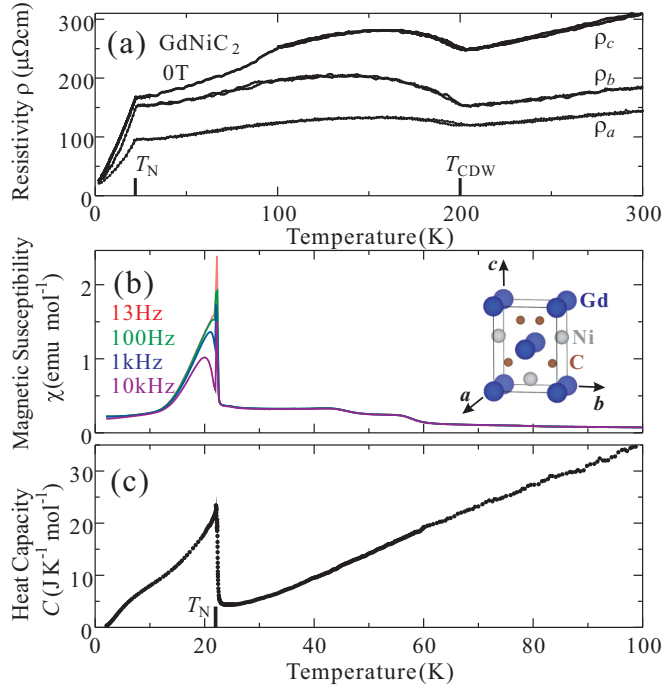 (a)
GdNiC₂
0T
Resistivity ρ (μΩcm)
300
200
100
0
ρc
ρb
ρa
TN
TCDW
0 100 200 300
Temperature(K)
(b)
13Hz
100Hz
1kHz
10kHz
Magnetic Susceptibility
χ(emu mol⁻¹)
2
1
0
c
Gd
Ni
C
a
b
(c)
Heat Capacity
C (JK⁻¹ mol⁻¹)
30
20
10
0
TN
0 20 40 60 80 100
Temperature(K)